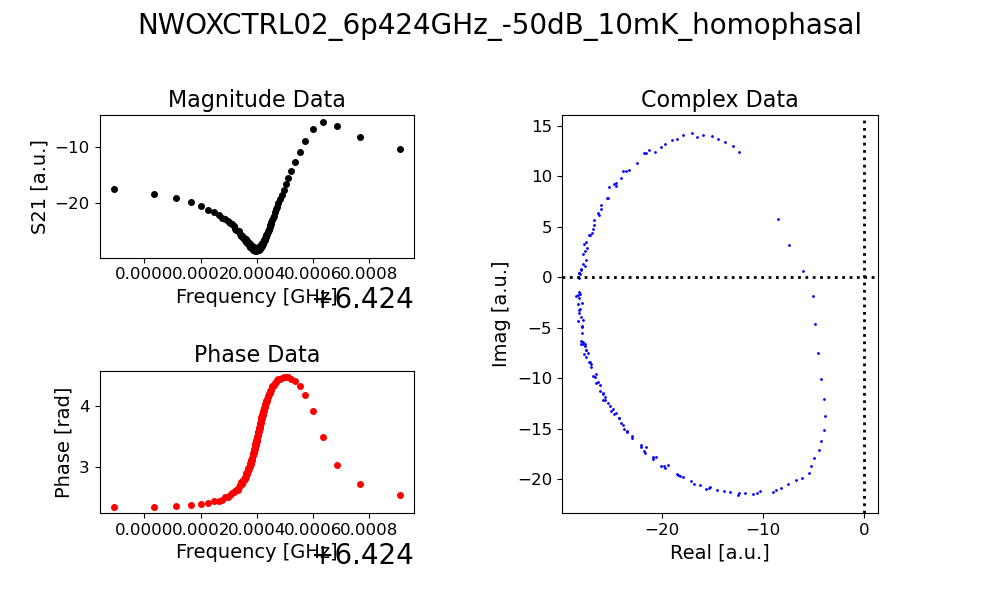 NWOXCTRL02_6p424GHz_-50dB_10mK_homophasal
Magnitude Data
S21 [a.u.]
−10
−20
0.0000 0.0002 0.0004 0.0006 0.0008
Frequency [GHz]
+6.424
Phase Data
Phase [rad]
4
3
0.0000 0.0002 0.0004 0.0006 0.0008
Frequency [GHz]
+6.424
Complex Data
Imag [a.u.]
15
10
5
0
−5
−10
−15
−20
−20 −10 0
Real [a.u.]